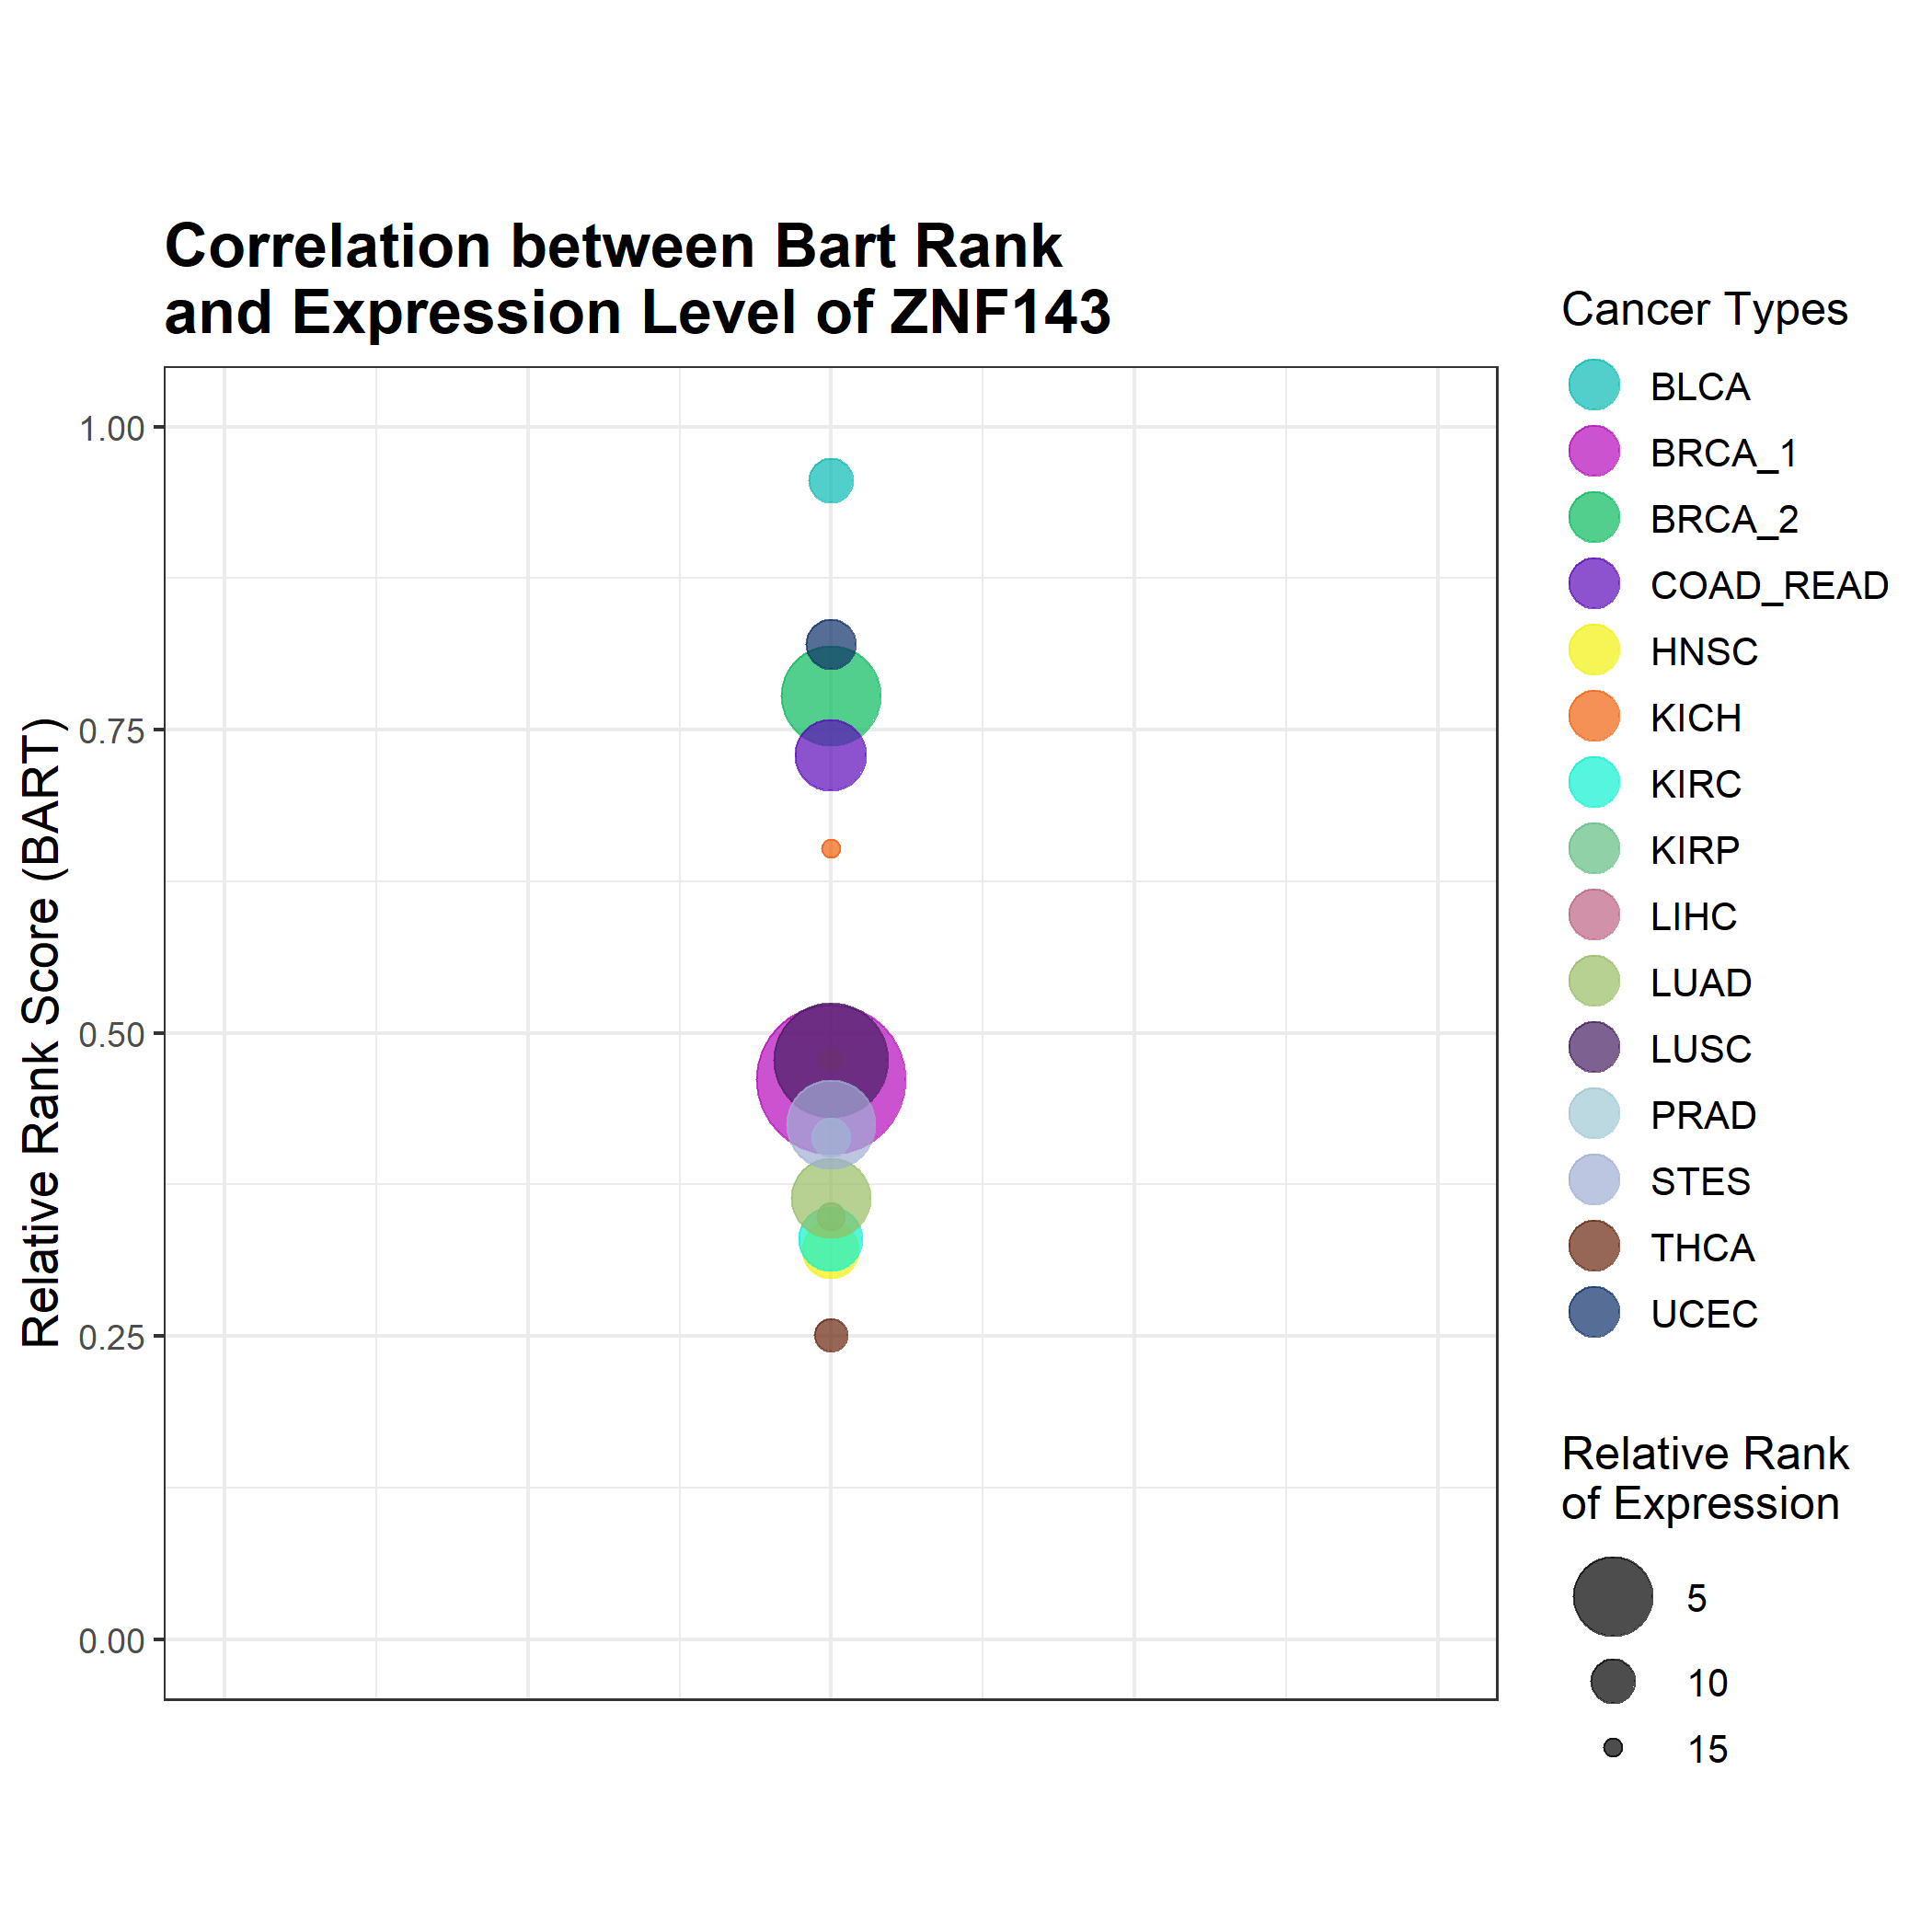 Correlation between Bart Rank
and Expression Level of ZNF143
Relative Rank Score (BART)
1.00
0.75
0.50
0.25
0.00
Cancer Types
BLCA
BRCA_1
BRCA_2
COAD_READ
HNSC
KICH
KIRC
KIRP
LIHC
LUAD
LUSC
PRAD
STES
THCA
UCEC
Relative Rank
of Expression
5
10
15